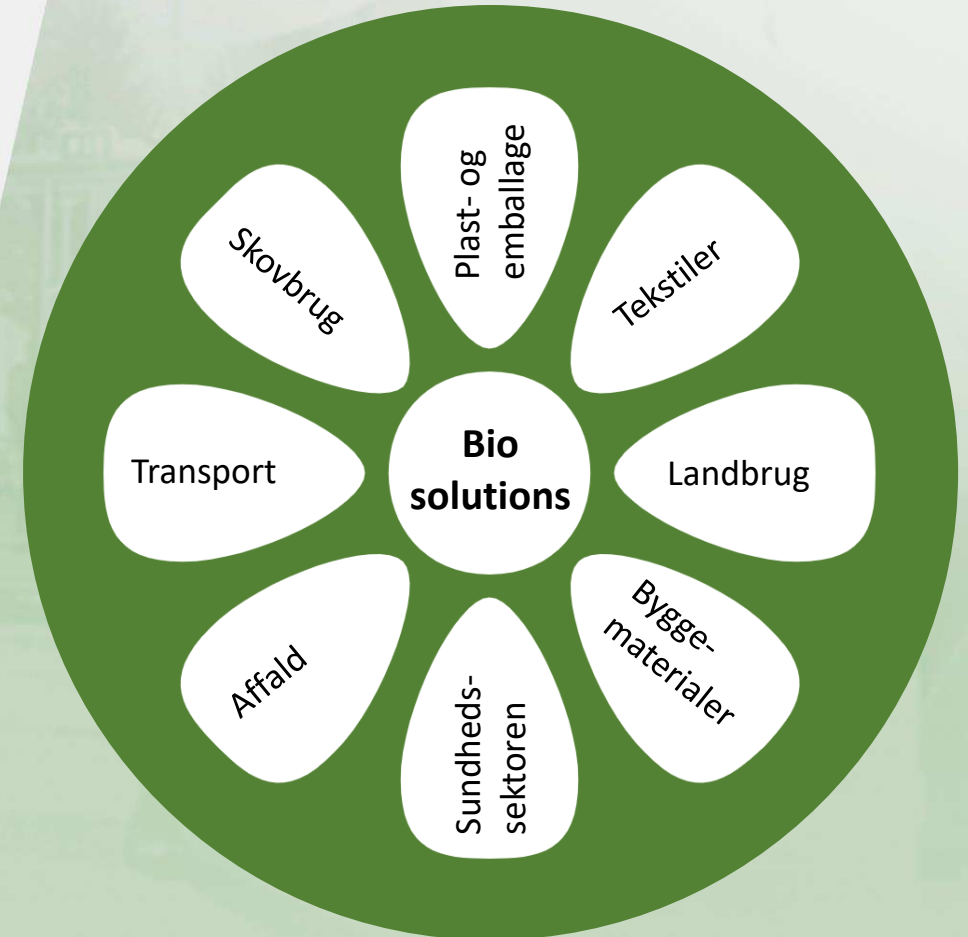 Plast- og
emballage
Tekstiler
Landbrug
Bygge-
materialer
Sundheds-
sektoren
Affald
Transport
Skovbrug
Bio
solutions